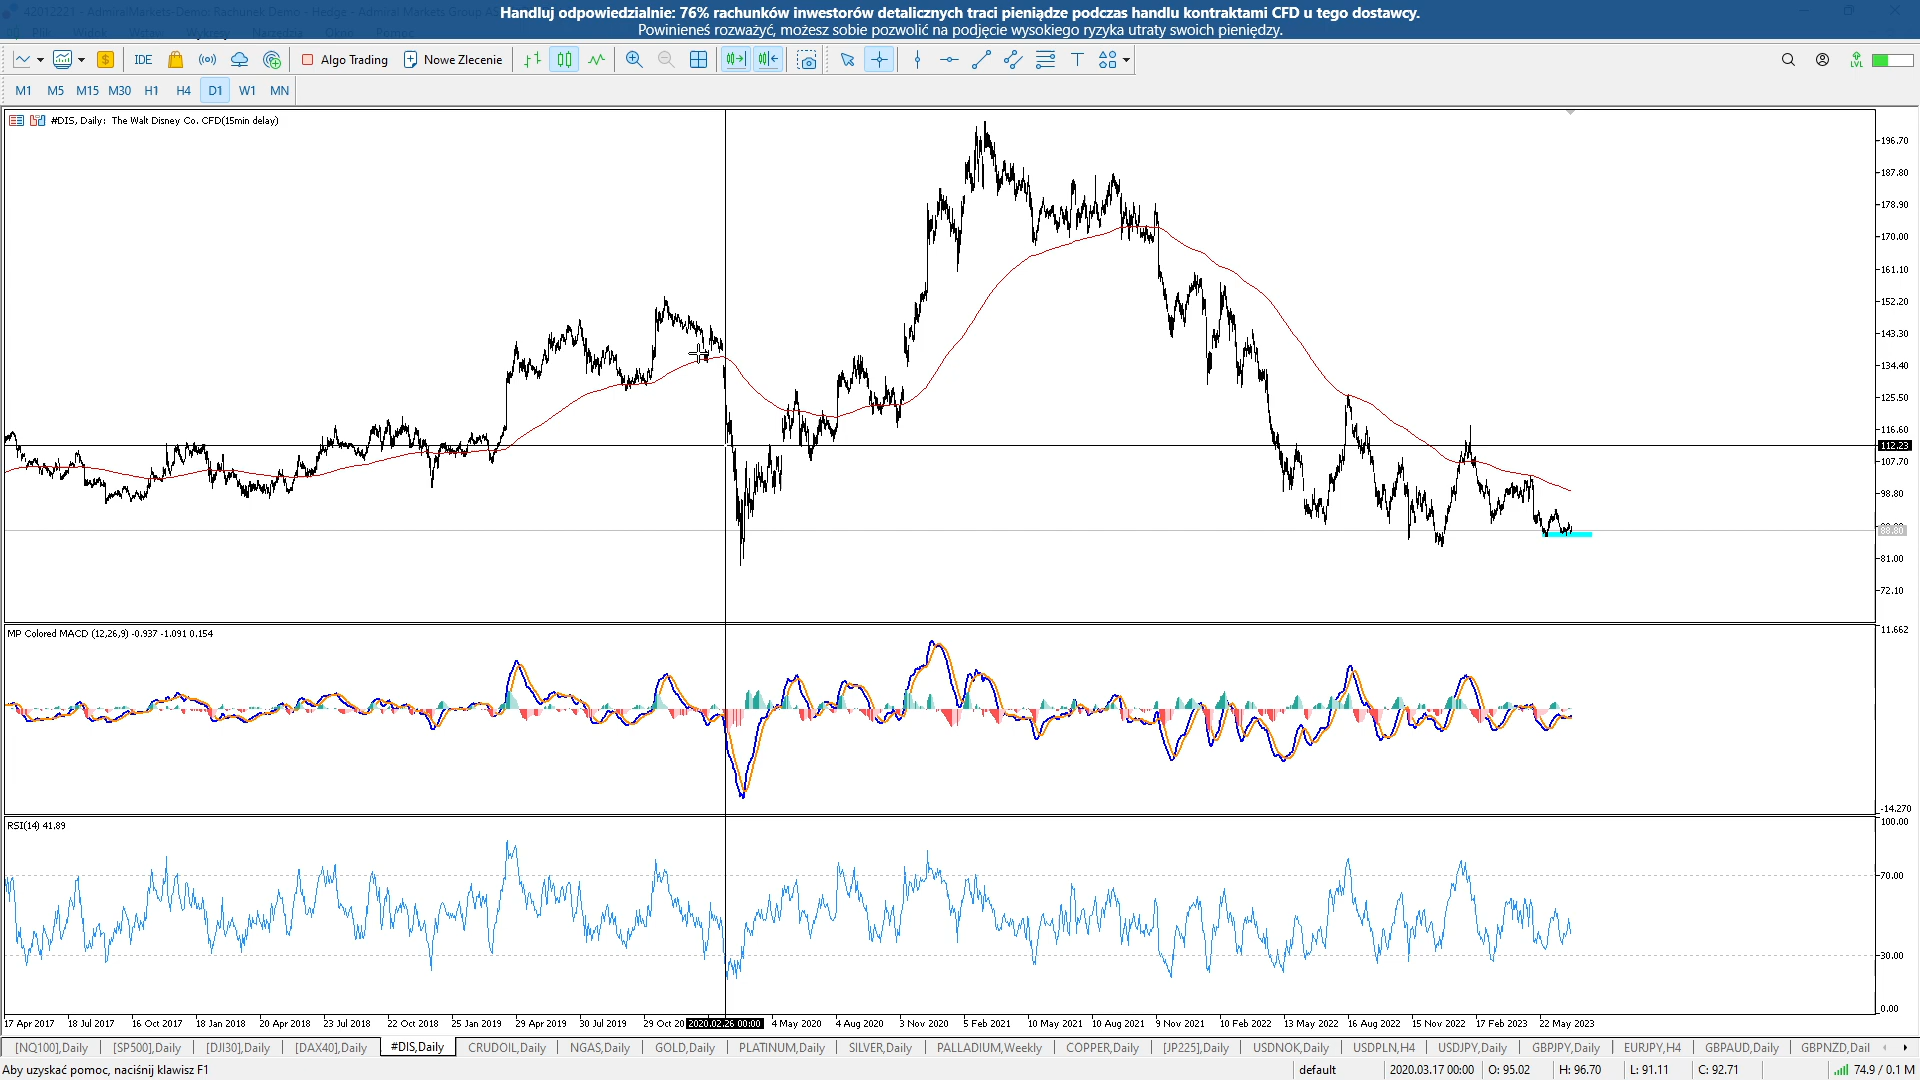 42012221 - AdmiralMarkets-Demo: Rachunek Demo - Hedge - Admiral Markets Group AS
Handluj odpowiedzialnie: 76% rachunków inwestorów detalicznych traci pieniądze podczas handlu kontraktami CFD u tego dostawcy.
Powinieneś rozważyć, możesz sobie pozwolić na podjęcie wysokiego ryzyka utraty swoich pieniędzy.
IDE Algo Trading Nowe Zlecenie LVL
M1 M5 M15 M30 H1 H4 D1 W1 MN
#DIS, Daily: The Walt Disney Co. CFD(15min delay)
196.70
187.80
178.90
170.00
161.10
152.20
143.30
134.40
125.50
116.60
112.23
107.70
98.80
88.80
81.00
72.10
MP Colored MACD (12,26,9) -0.937 -1.091 0.154
11.662
-14.270
RSI(14) 41.89
100.00
70.00
30.00
0.00
17 Apr 2017 18 Jul 2017 16 Oct 2017 18 Jan 2018 20 Apr 2018 23 Jul 2018 22 Oct 2018 25 Jan 2019 29 Apr 2019 30 Jul 2019 29 Oct 20 2020.02.26 00:00 4 May 2020 4 Aug 2020 3 Nov 2020 5 Feb 2021 10 May 2021 10 Aug 2021 9 Nov 2021 10 Feb 2022 13 May 2022 16 Aug 2022 15 Nov 2022 17 Feb 2023 22 May 2023
[NQ100],Daily [SP500],Daily [DJI30],Daily [DAX40],Daily #DIS,Daily CRUDOIL,Daily NGAS,Daily GOLD,Daily PLATINUM,Daily SILVER,Daily PALLADIUM,Weekly COPPER,Daily [JP225],Daily USDNOK,Daily USDPLN,H4 USDJPY,Daily GBPJPY,Daily EURJPY,H4 GBPAUD,Daily GBPNZD,Dail
Aby uzyskać pomoc, naciśnij klawisz F1 default 2020.03.17 00:00 O: 95.02 H: 96.70 L: 91.11 C: 92.71 74.9 / 0.1 M